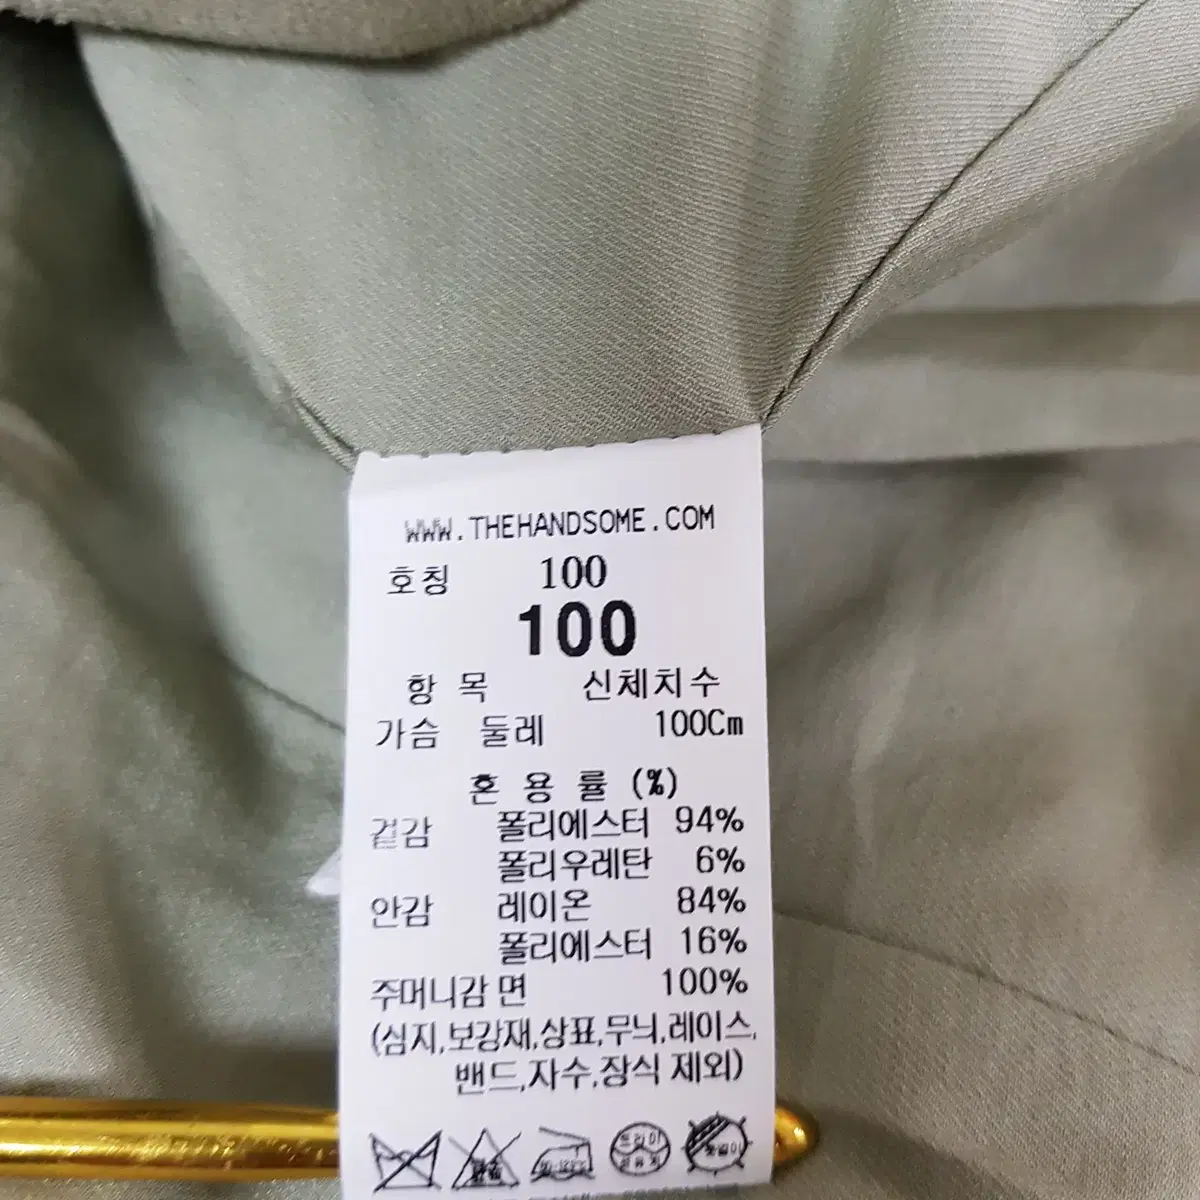 WWW.THEHANDSOME.COM
호칭 100
100
항 목 신체치수
가슴 둘레 100Cm
혼 용 률 (%)
겉감 폴리에스터 94%
폴리우레탄 6%
안감 레이온 84%
폴리에스터 16%
주머니감 면 100%
(심지,보강재,상표,무늬,레이스,
밴드,자수,장식 제외)
드라이